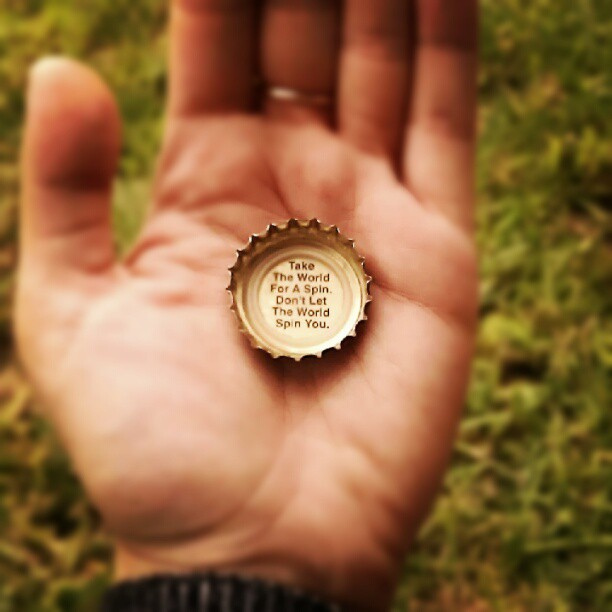 Take
The World
For A Spin.
Don't Let
The World
Spin You.